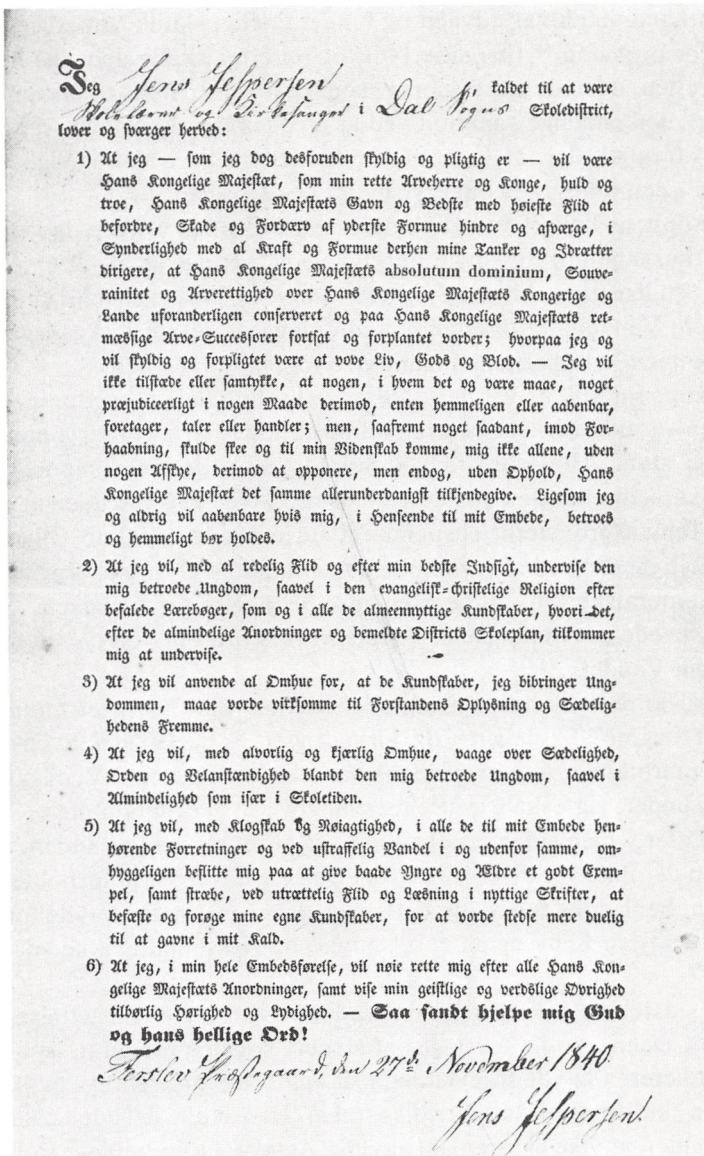 Jeg Jens Jespersen kaldet til at være
Skolelærer og Kirkesanger i Dal Sogns Skoledistrict,
lover og sværger herved:
1) At jeg — som jeg dog desforuden skyldig og pligtig er — vil være
Hans Kongelige Majestæt, som min rette Arveherre og Konge, huld og
troe, Hans Kongelige Majestæts Gavn og Bedste med høieste Flid at
befordre, Skade og Fordærv af yderste Formue hindre og afværge, i
Synderlighed med al Kraft og Formue derhen mine Tanker og Idrætter
dirigere, at Hans Kongelige Majestæts absolutum dominium, Souve-
rainitet og Arverettighed over Hans Kongelige Majestæts Kongerige og
Lande uforanderligen conserveret og paa Hans Kongelige Majestæts ret-
mæssige Arve-Successorer fortsat og forplantet vorder; hvorpaa jeg og
vil skyldig og forpligtet være at vove Liv, Gods og Blod. — Jeg vil
ikke tilstæde eller samtykke, at nogen, i hvem det og være maae, noget
præjudiceerligt i nogen Maade derimod, enten hemmeligen eller aabenbar,
foretager, taler eller handler; men, saafremt noget saadant, imod For-
haabning, skulde skee og til min Videnskab komme, mig ikke allene, uden
nogen Afskye, derimod at opponere, men endog, uden Ophold, Hans
Kongelige Majestæt det samme allerunderdanigst tilkjendegive. Ligesom jeg
og aldrig vil aabenbare hvis mig, i Henseende til mit Embede, betroes
og hemmeligt bør holdes.
2) At jeg vil, med al redelig Flid og efter min bedste Indsigt, undervise den
mig betroede Ungdom, saavel i den evangelisk-christelige Religion efter
befalede Lærebøger, som og i alle de almeennyttige Kundskaber, hvori det,
efter de almindelige Anordninger og bemeldte Districts Skoleplan, tilkommer
mig at undervise.
3) At jeg vil anvende al Omhue for, at de Kundskaber, jeg bibringer Ung-
dommen, maae vorde virksomme til Forstandens Oplysning og Sædelig-
hedens Fremme.
4) At jeg vil, med alvorlig og kjærlig Omhue, vaage over Sædelighed,
Orden og Velanstændighed blandt den mig betroede Ungdom, saavel i
Almindelighed som især i Skoletiden.
5) At jeg vil, med Klogskab og Nøiagtighed, i alle de til mit Embede hen-
hørende Forretninger og ved ustraffelig Vandel i og udenfor samme, om-
hyggeligen beflitte mig paa at give baade Yngre og Ældre et godt Exem-
pel, samt stræbe, ved utrættelig Flid og Læsning i nyttige Skrifter, at
befæste og forøge mine egne Kundskaber, for at vorde stedse mere duelig
til at gavne i mit Kald.
6) At jeg, i min hele Embedsførelse, vil nøie rette mig efter alle Hans Kon-
gelige Majestæts Anordninger, samt vise min geistlige og verdslige Øvrighed
tilbørlig Hørighed og Lydighed. — Saa sandt hjelpe mig Gud
og hans hellige Ord!
Ferslev Præstegaard, den 27de November 1840.
Jens Jespersen